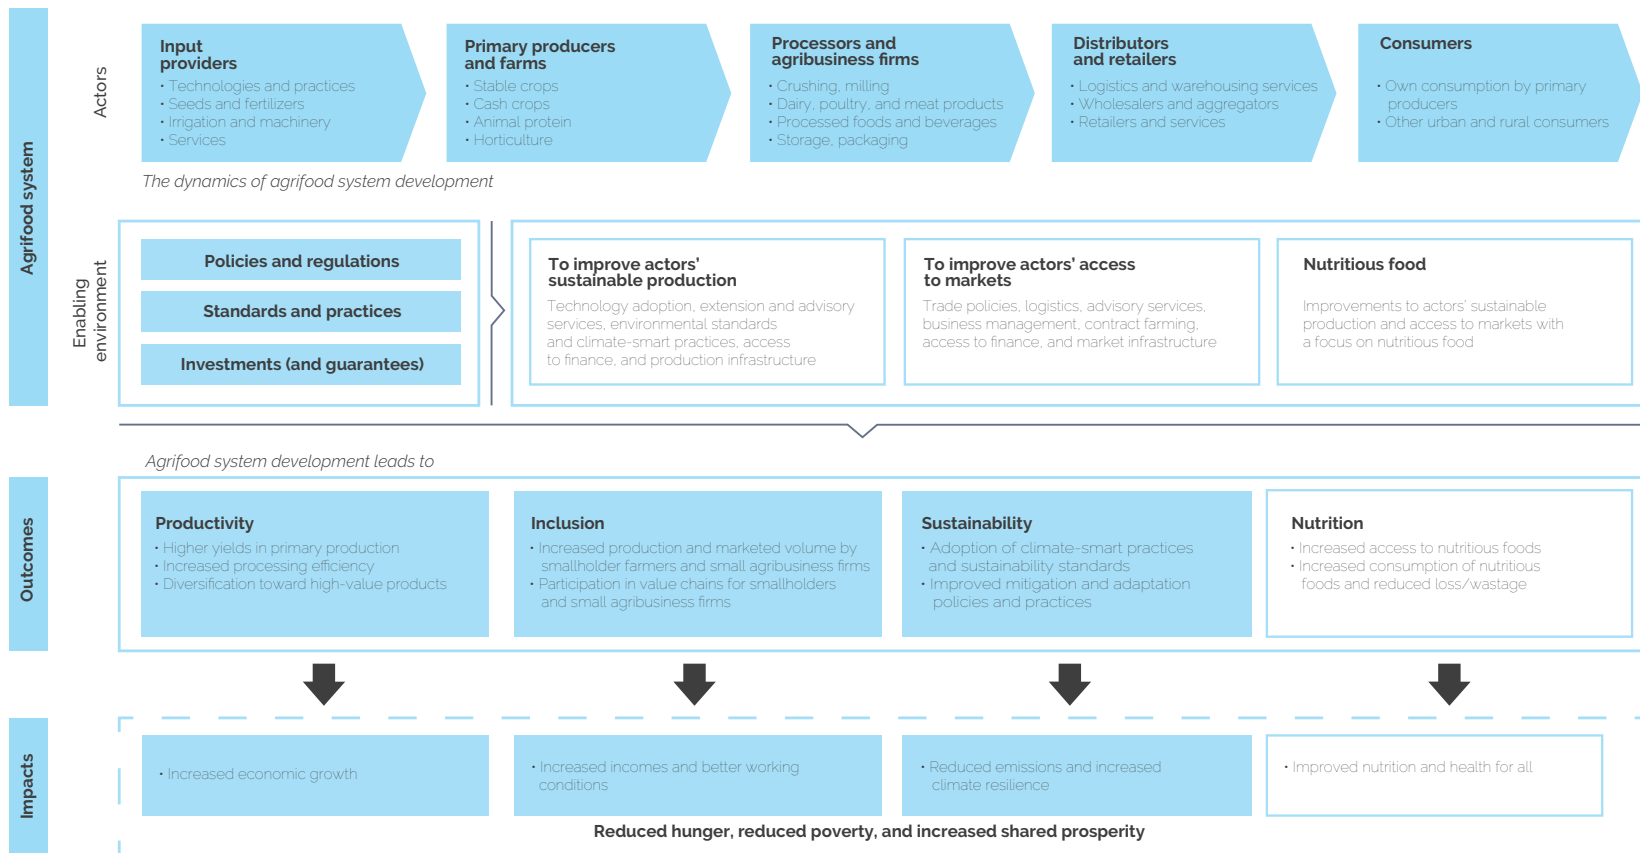 Agrifood system
Actors
Input
providers
• Technologies and practices
• Seeds and fertilizers
• Irrigation and machinery
• Services
Primary producers
and farms
• Stable crops
• Cash crops
• Animal protein
• Horticulture
Processors and
agribusiness firms
• Crushing, milling
• Dairy, poultry, and meat products
• Processed foods and beverages
• Storage, packaging
Distributors
and retailers
• Logistics and warehousing services
• Wholesalers and aggregators
• Retailers and services
Consumers
• Own consumption by primary
producers
• Other urban and rural consumers
The dynamics of agrifood system development
Enabling
environment
Policies and regulations
Standards and practices
Investments (and guarantees)
To improve actors’
sustainable production
Technology adoption, extension and advisory
services, environmental standards
and climate-smart practices, access
to finance, and production infrastructure
To improve actors’ access
to markets
Trade policies, logistics, advisory services,
business management, contract farming,
access to finance, and market infrastructure
Nutritious food
Improvements to actors’ sustainable
production and access to markets with
a focus on nutritious food
Agrifood system development leads to
Outcomes
Productivity
• Higher yields in primary production
• Increased processing efficiency
• Diversification toward high-value products
Inclusion
• Increased production and marketed volume by
smallholder farmers and small agribusiness firms
• Participation in value chains for smallholders
and small agribusiness firms
Sustainability
• Adoption of climate-smart practices
and sustainability standards
• Improved mitigation and adaptation
policies and practices
Nutrition
• Increased access to nutritious foods
• Increased consumption of nutritious
foods and reduced loss/wastage
Impacts
• Increased economic growth
• Increased incomes and better working
conditions
• Reduced emissions and increased
climate resilience
• Improved nutrition and health for all
Reduced hunger, reduced poverty, and increased shared prosperity